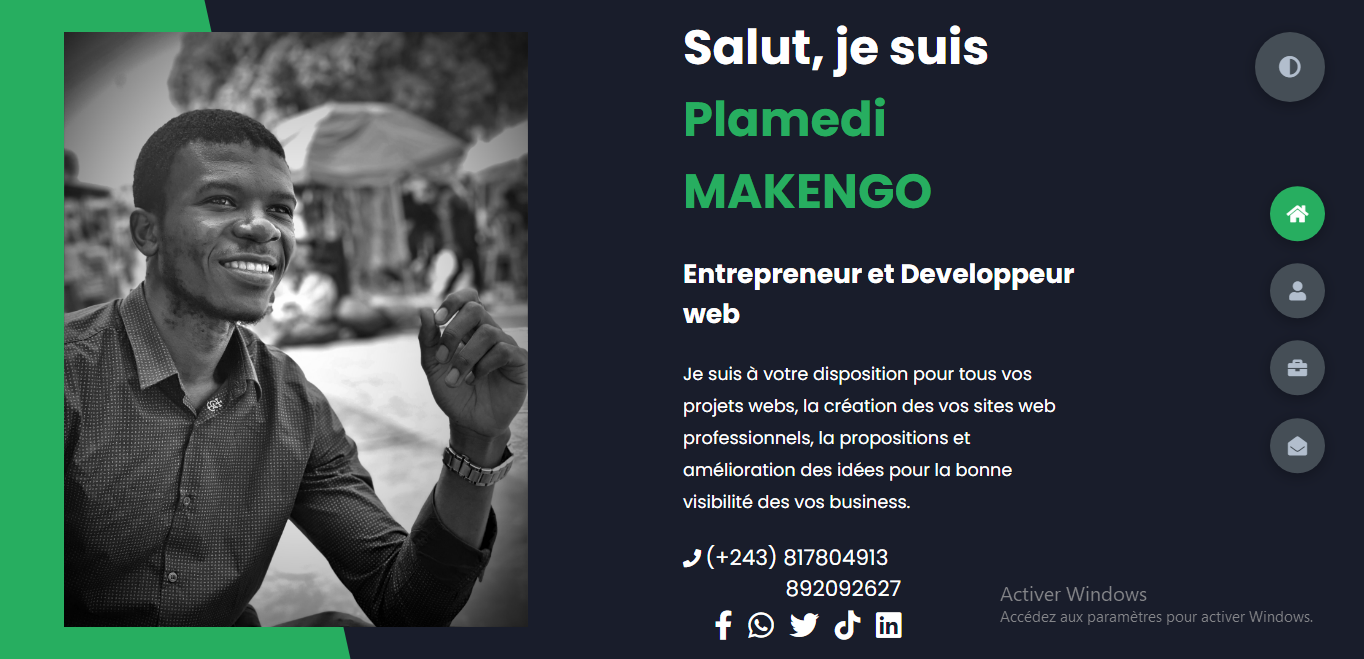 Salut, je suis
Plamedi
MAKENGO
Entrepreneur et Developpeur
web
Je suis à votre disposition pour tous vos
projets webs, la création des vos sites web
professionnels, la propositions et
amélioration des idées pour la bonne
visibilité des vos business.
(+243) 817804913
892092627
Activer Windows
Accédez aux paramètres pour activer Windows.